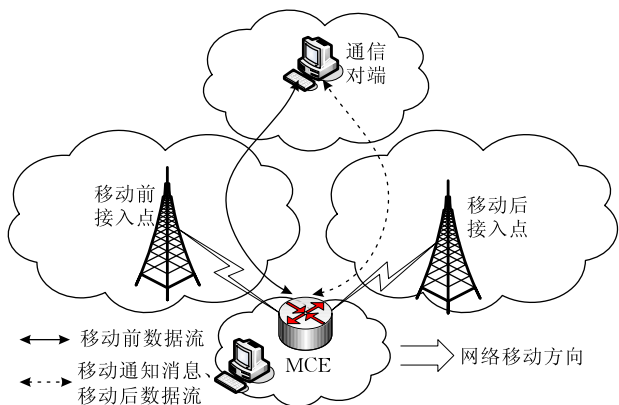 通信
对端
移动前
接入点
移动后
接入点
移动前数据流
MCE
网络移动方向
移动通知消息、
移动后数据流